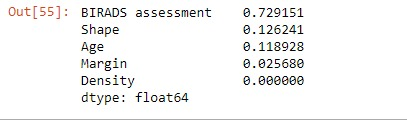 Out[55]: BIRADS assessment 0.729151
Shape 0.126241
Age 0.118928
Margin 0.025680
Density 0.000000
dtype: float64